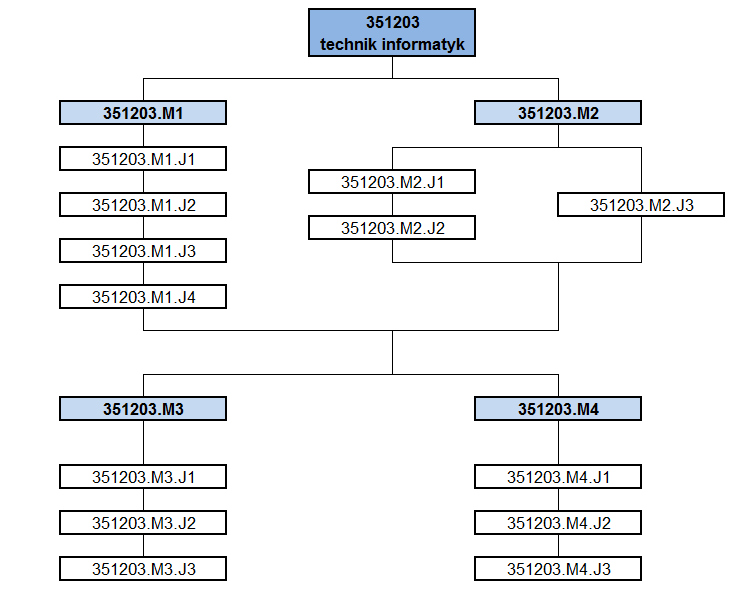 351203
technik informatyk
351203.M1
351203.M2
351203.M1.J1
351203.M1.J2
351203.M1.J3
351203.M1.J4
351203.M2.J1
351203.M2.J2
351203.M2.J3
351203.M3
351203.M4
351203.M3.J1
351203.M3.J2
351203.M3.J3
351203.M4.J1
351203.M4.J2
351203.M4.J3